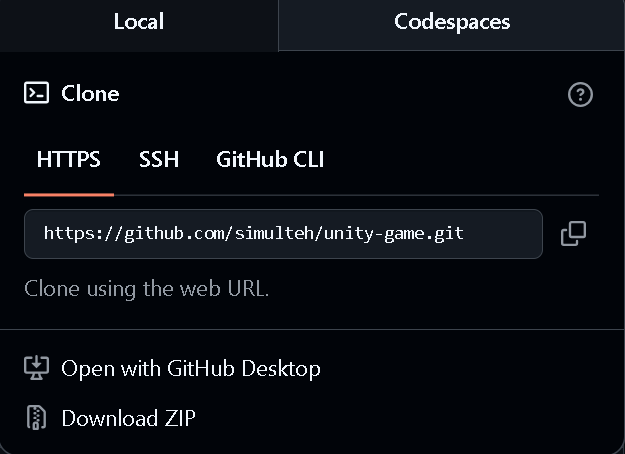 Local
Codespaces
Clone
HTTPS
SSH
GitHub CLI
https://github.com/simulteh/unity-game.git
Clone using the web URL.
Open with GitHub Desktop
Download ZIP